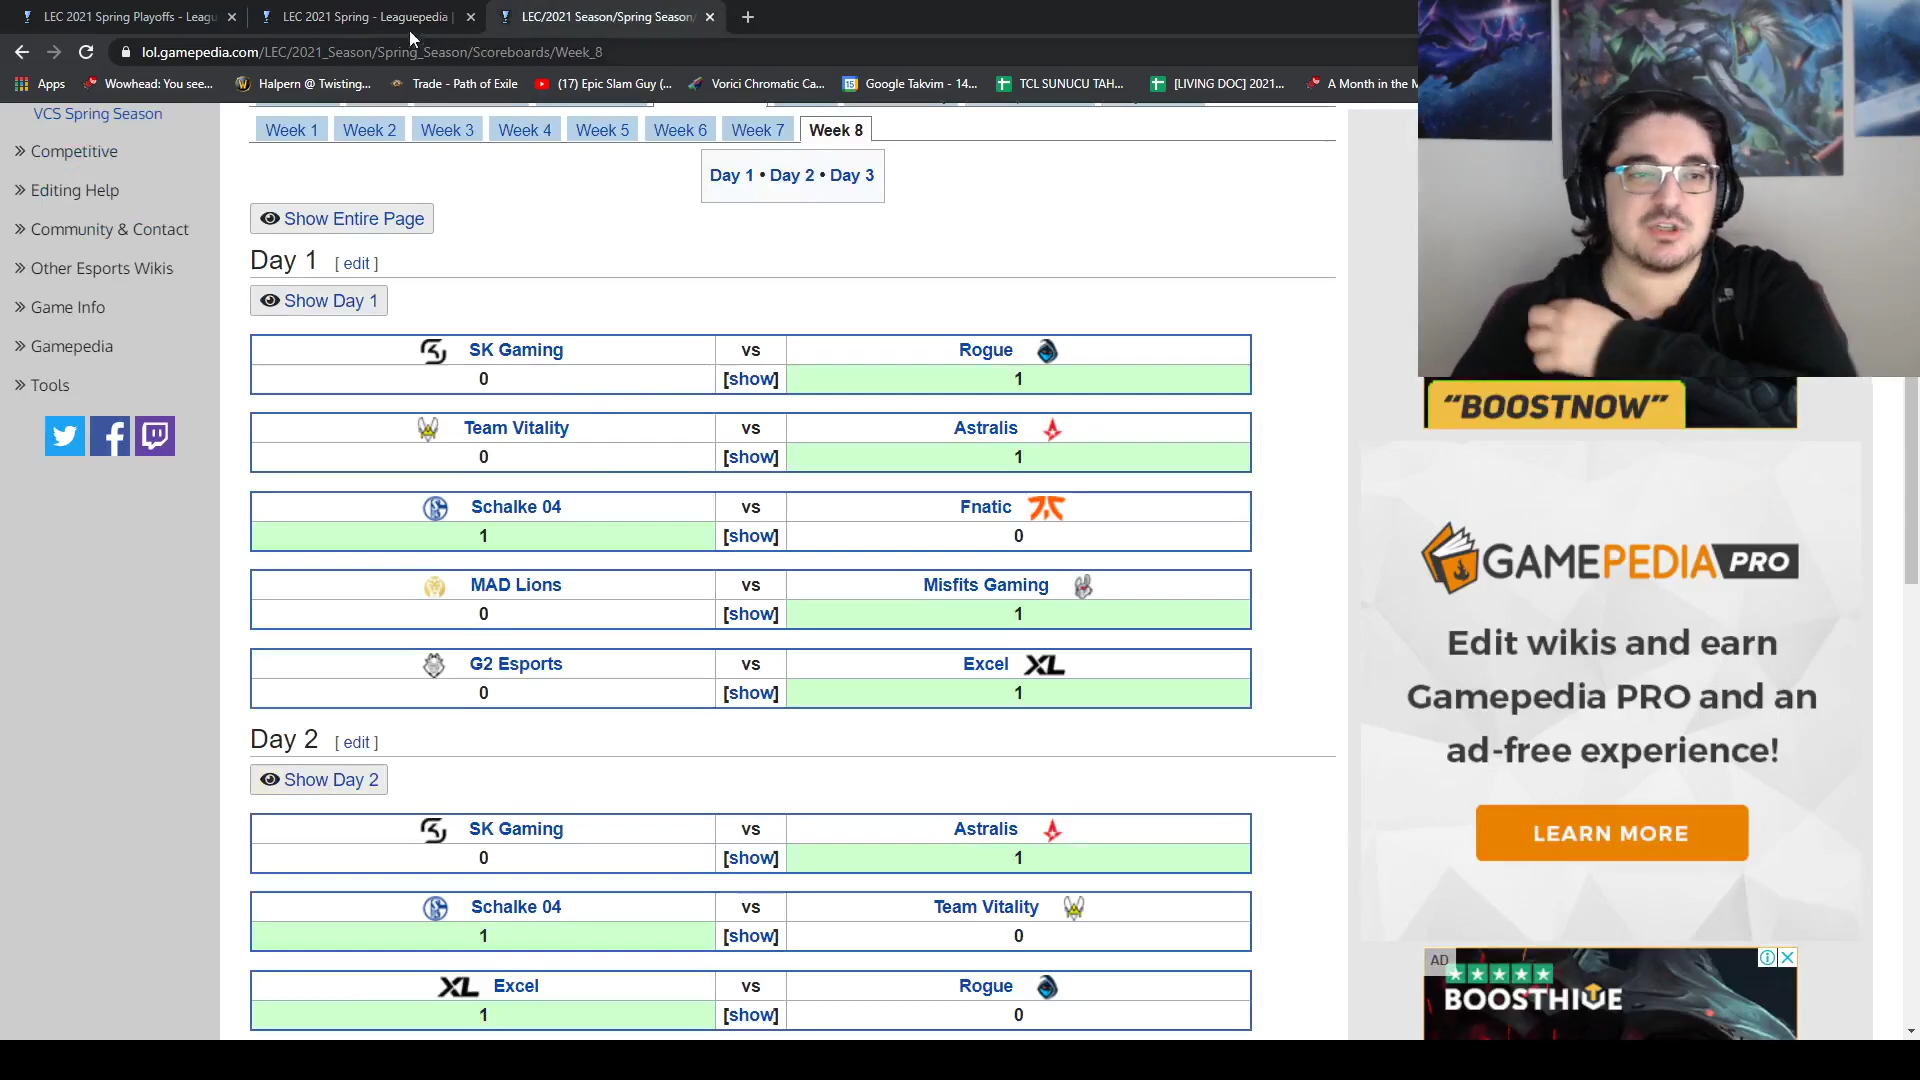 LEC 2021 Spring Playoffs - Leagu
LEC 2021 Spring - Leaguepedia |
LEC/2021 Season/Spring Season/
lol.gamepedia.com/LEC/2021_Season/Spring_Season/Scoreboards/Week_8
Apps
Wowhead: You see...
Halpern @ Twisting...
Trade - Path of Exile
(17) Epic Slam Guy (...
Vorici Chromatic Ca...
Google Takvim - 14...
TCL SUNUCU TAH...
[LIVING DOC] 2021...
A Month in the M
VCS Spring Season
» Competitive
» Editing Help
» Community & Contact
» Other Esports Wikis
» Game Info
» Gamepedia
» Tools
Week 1 Week 2 Week 3 Week 4 Week 5 Week 6 Week 7 Week 8
Day 1 • Day 2 • Day 3
Show Entire Page
Day 1 [ edit ]
Show Day 1
SK Gaming vs Rogue
0 [show] 1
Team Vitality vs Astralis
0 [show] 1
Schalke 04 vs Fnatic
1 [show] 0
MAD Lions vs Misfits Gaming
0 [show] 1
G2 Esports vs Excel XL
0 [show] 1
Day 2 [ edit ]
Show Day 2
SK Gaming vs Astralis
0 [show] 1
Schalke 04 vs Team Vitality
1 [show] 0
XL Excel vs Rogue
1 [show] 0
"BOOSTNOW"
GAMEPEDIA PRO
Edit wikis and earn
Gamepedia PRO and an
ad-free experience!
LEARN MORE
AD
BOOSTHIVE